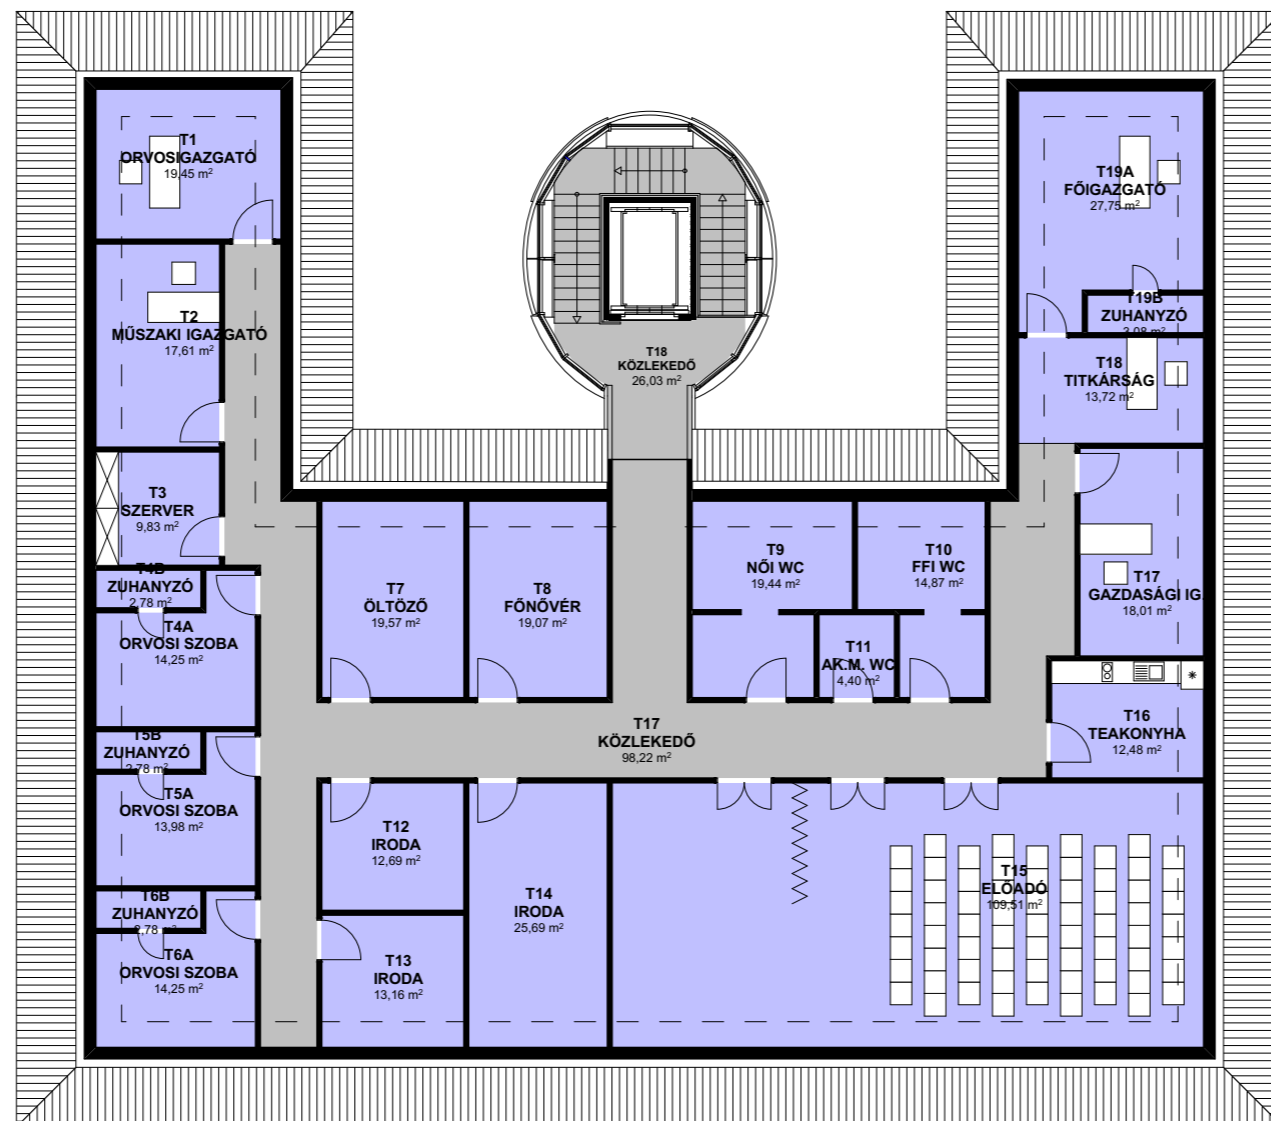 T1
ORVOSIGAZGATÓ
19,45 m²
T2
MŰSZAKI IGAZGATÓ
17,61 m²
T3
SZERVER
9,83 m²
T4B
ZUHANYZÓ
2,78 m²
T4A
ORVOSI SZOBA
14,25 m²
T5B
ZUHANYZÓ
2,78 m²
T5A
ORVOSI SZOBA
13,98 m²
T6B
ZUHANYZÓ
2,78 m²
T6A
ORVOSI SZOBA
14,25 m²
T7
ÖLTÖZŐ
19,57 m²
T8
FŐNŐVÉR
19,07 m²
T18
KÖZLEKEDŐ
26,03 m²
T9
NŐI WC
19,44 m²
T10
FFI WC
14,87 m²
T11
AK.M. WC
4,40 m²
T17
KÖZLEKEDŐ
98,22 m²
T12
IRODA
12,69 m²
T13
IRODA
13,16 m²
T14
IRODA
25,69 m²
T15
ELŐADÓ
109,51 m²
T16
TEAKONYHA
12,48 m²
T17
GAZDASÁGI IG
18,01 m²
T18
TITKÁRSÁG
13,72 m²
T19B
ZUHANYZÓ
3,08 m²
T19A
FŐIGAZGATÓ
27,75 m²